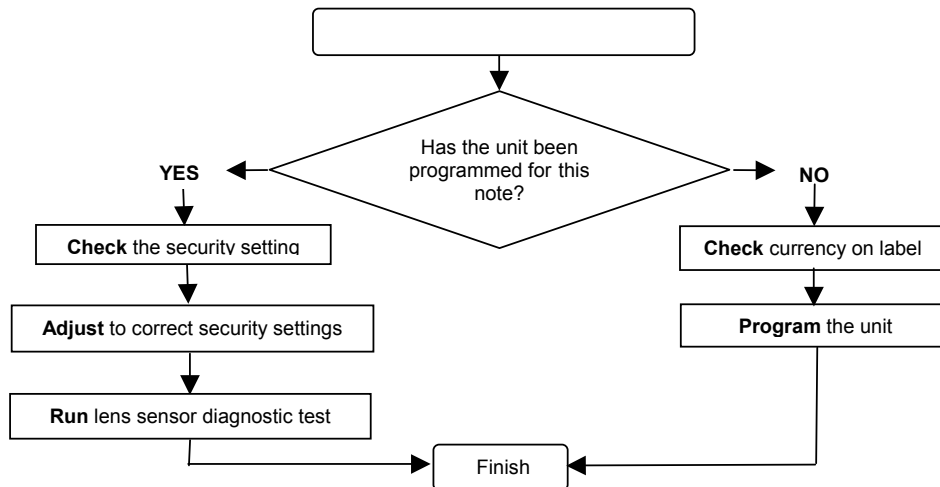 Has the unit been
programmed for this
note?
YES
NO
Check the security setting
Check currency on label
Adjust to correct security settings
Program the unit
Run lens sensor diagnostic test
Finish